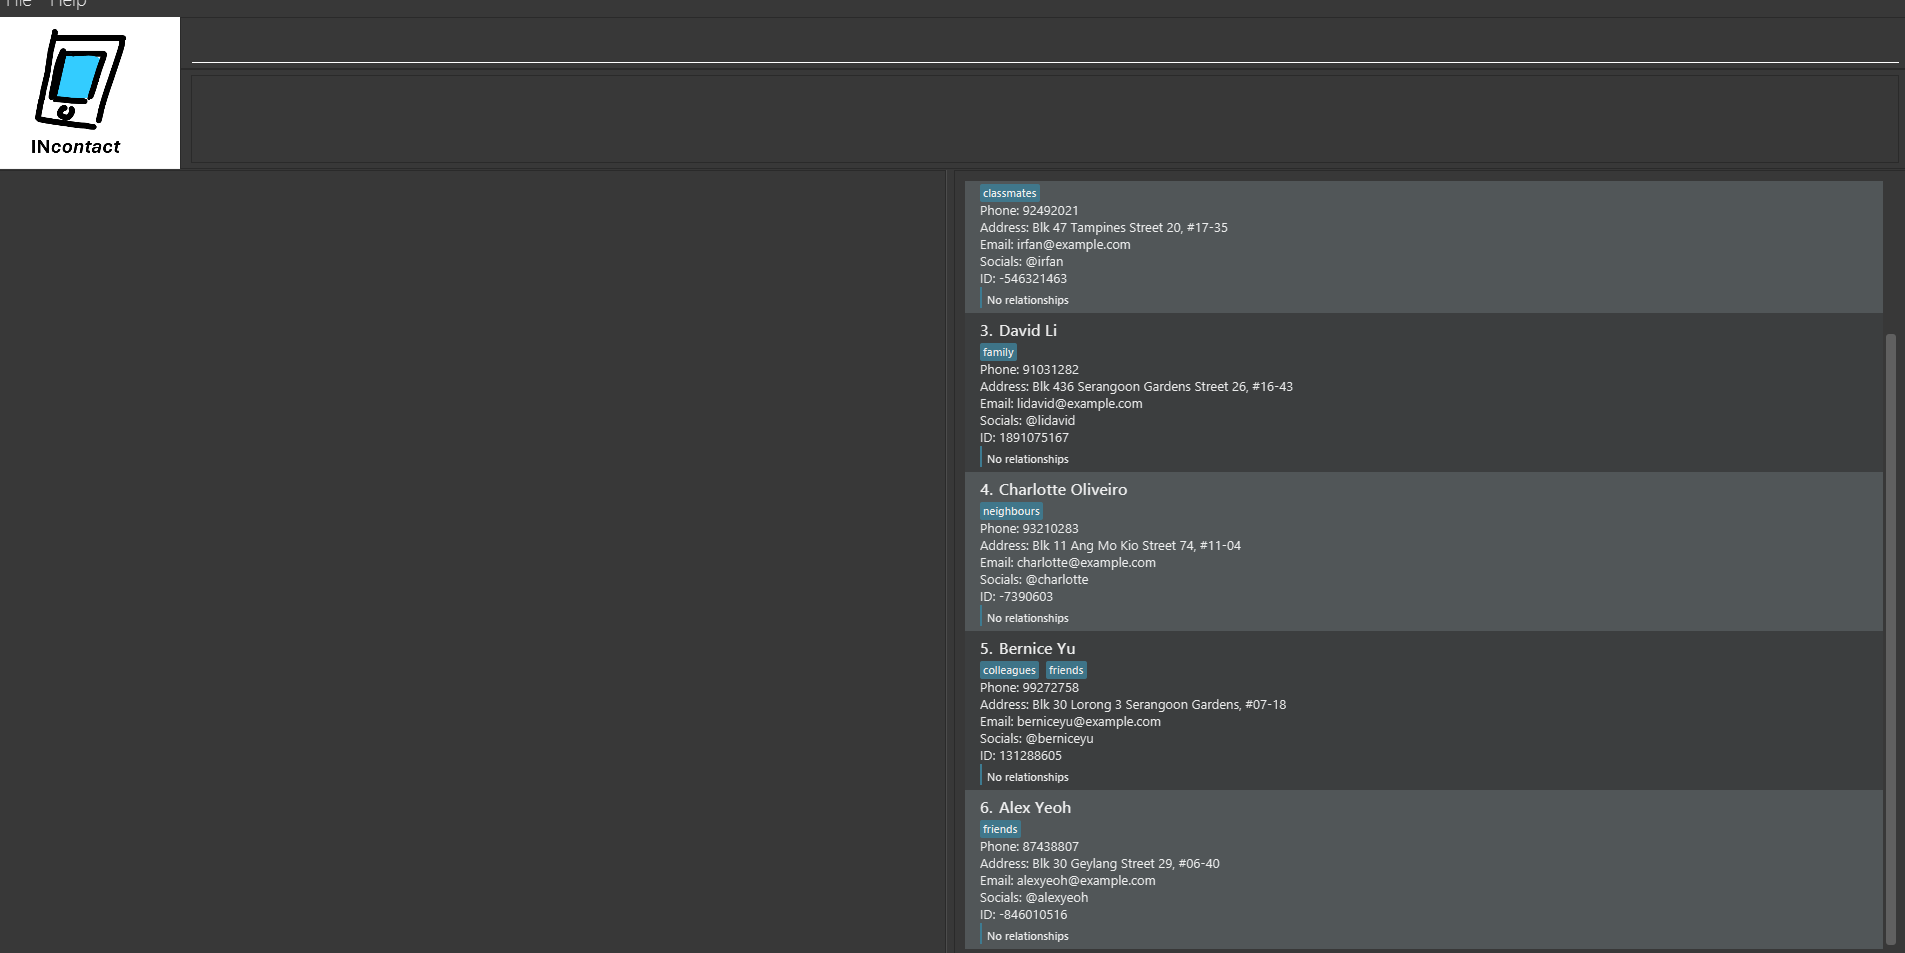 File Help
INcontact
classmates
Phone: 92492021
Address: Blk 47 Tampines Street 20, #17-35
Email: irfan@example.com
Socials: @irfan
ID: -546321463
No relationships
3. David Li
family
Phone: 91031282
Address: Blk 436 Serangoon Gardens Street 26, #16-43
Email: lidavid@example.com
Socials: @lidavid
ID: 1891075167
No relationships
4. Charlotte Oliveiro
neighbours
Phone: 93210283
Address: Blk 11 Ang Mo Kio Street 74, #11-04
Email: charlotte@example.com
Socials: @charlotte
ID: -7390603
No relationships
5. Bernice Yu
colleagues friends
Phone: 99272758
Address: Blk 30 Lorong 3 Serangoon Gardens, #07-18
Email: berniceyu@example.com
Socials: @berniceyu
ID: 131288605
No relationships
6. Alex Yeoh
friends
Phone: 87438807
Address: Blk 30 Geylang Street 29, #06-40
Email: alexyeoh@example.com
Socials: @alexyeoh
ID: -846010516
No relationships